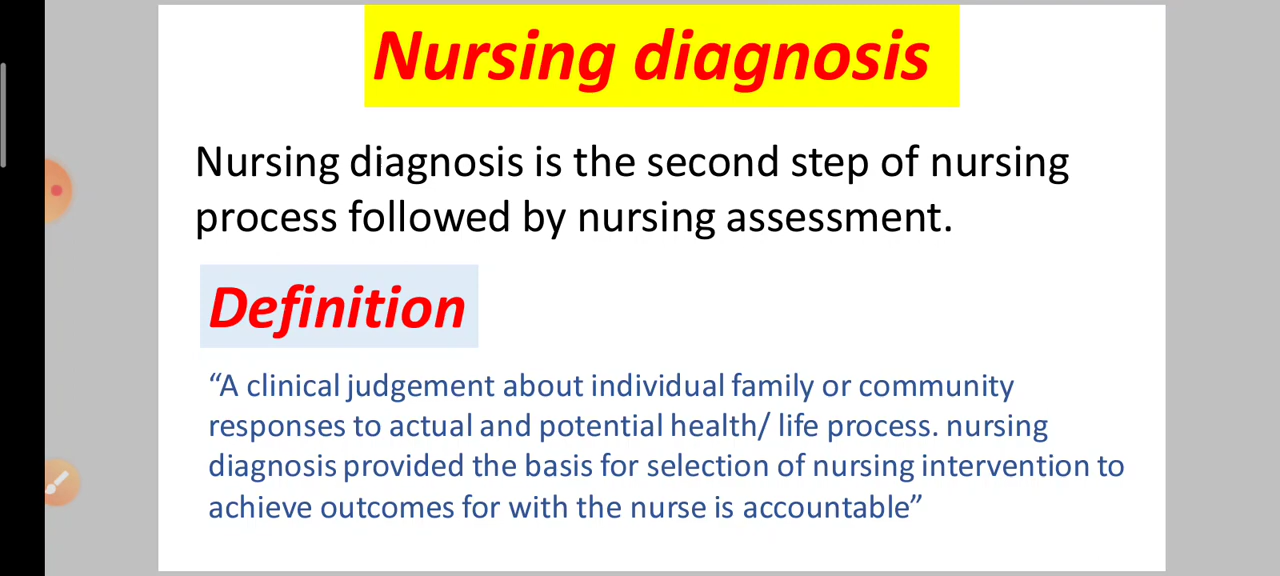 Nursing diagnosis
Nursing diagnosis is the second step of nursing
process followed by nursing assessment.
Definition
“A clinical judgement about individual family or community
responses to actual and potential health/ life process. nursing
diagnosis provided the basis for selection of nursing intervention to
achieve outcomes for with the nurse is accountable”